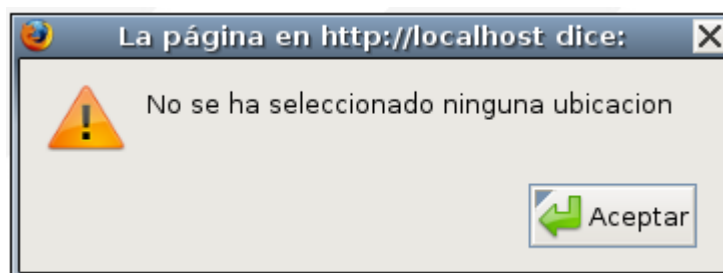 La página en http://localhost dice:
No se ha seleccionado ninguna ubicacion
Aceptar